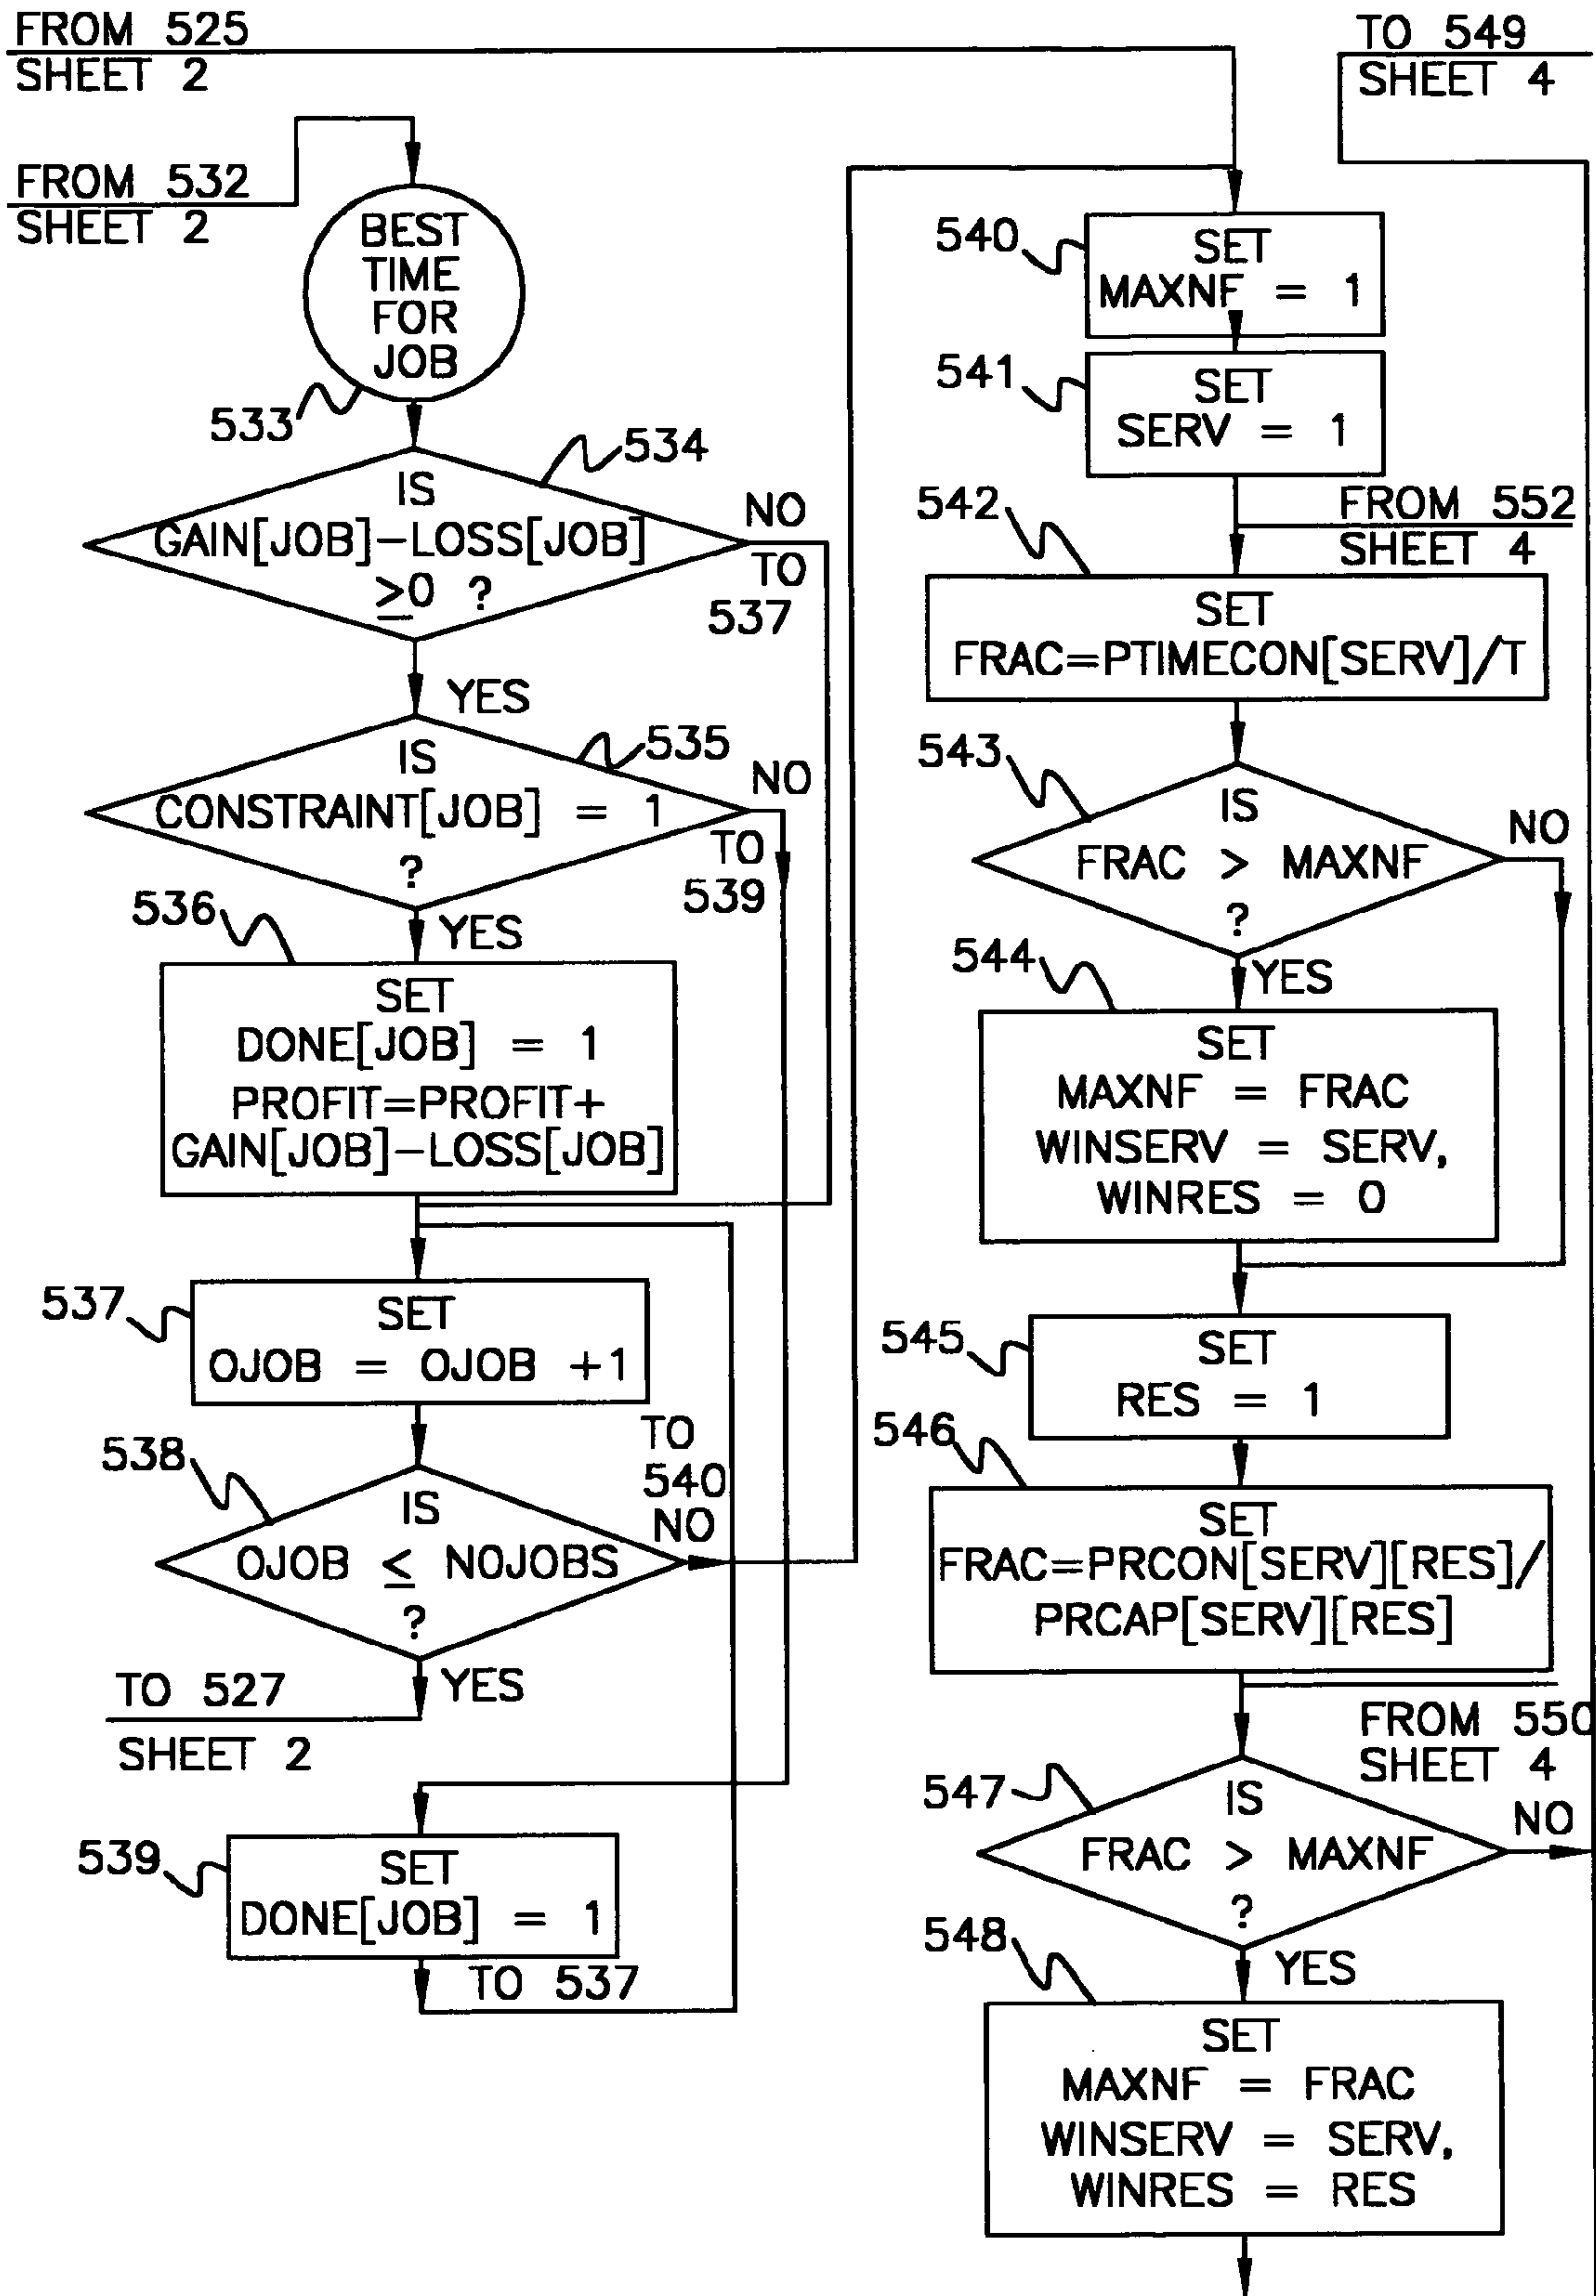 FROM 525
SHEET 2
FROM 532
SHEET 2
BEST
TIME
FOR
JOB
533
534
IS
GAIN[JOB]-LOSS[JOB]
≥0 ?
NO
TO
537
YES
535
IS
CONSTRAINT[JOB] = 1
?
NO
TO
539
YES
536
SET
DONE[JOB] = 1
PROFIT=PROFIT+
GAIN[JOB]-LOSS[JOB]
537
SET
OJOB = OJOB +1
538
IS
OJOB ≤ NOJOBS
?
TO
540
NO
YES
TO 527
SHEET 2
539
SET
DONE[JOB] = 1
TO 537
TO 549
SHEET 4
540
SET
MAXNF = 1
541
SET
SERV = 1
FROM 552
SHEET 4
542
SET
FRAC=PTIMECON[SERV]/T
543
IS
FRAC > MAXNF
?
NO
YES
544
SET
MAXNF = FRAC
WINSERV = SERV,
WINRES = 0
545
SET
RES = 1
546
SET
FRAC=PRCON[SERV][RES]/
PRCAP[SERV][RES]
FROM 550
SHEET 4
547
IS
FRAC > MAXNF
?
NO
YES
548
SET
MAXNF = FRAC
WINSERV = SERV,
WINRES = RES